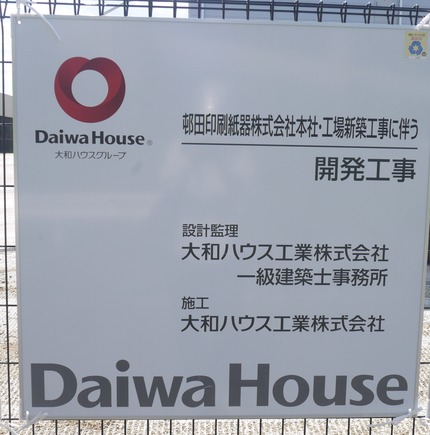 Daiwa House®
大和ハウスグループ
邨田印刷紙器株式会社本社・工場新築工事に伴う
開発工事
設計監理
大和ハウス工業株式会社
一級建築士事務所
施工
大和ハウス工業株式会社
Daiwa House